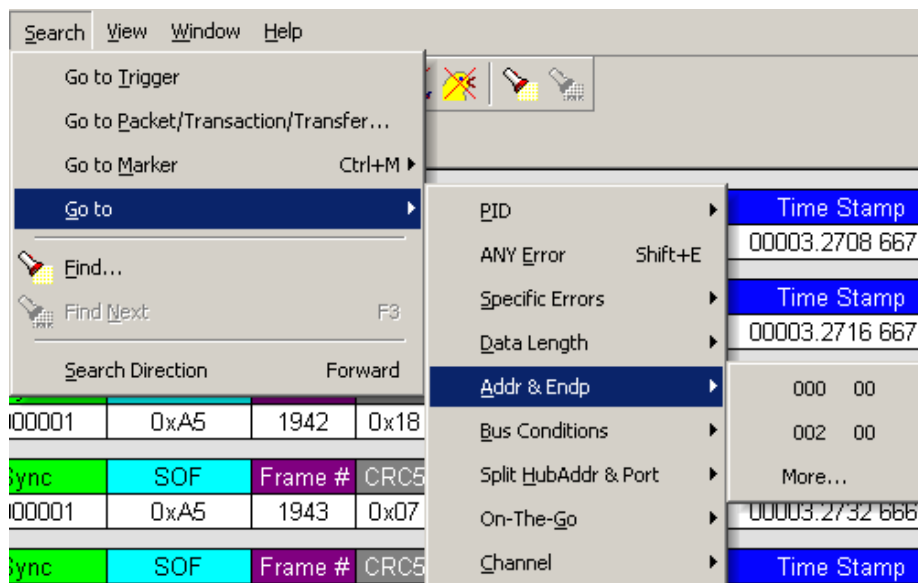 Search View Window Help
Go to Trigger
Go to Packet/Transaction/Transfer...
Go to Marker Ctrl+M
Go to
Find...
Find Next F3
Search Direction Forward
PID
ANY Error Shift+E
Specific Errors
Data Length
Addr & Endp
Bus Conditions
Split HubAddr & Port
On-The-Go
Channel
000 00
002 00
More...
Time Stamp
00003.2708 667
Time Stamp
00003.2716 667
000001 0xA5 1942 0x18
Sync SOF Frame # CRC5
000001 0xA5 1943 0x07 00003.2732 666
Sync SOF Frame # CRC5 Time Stamp